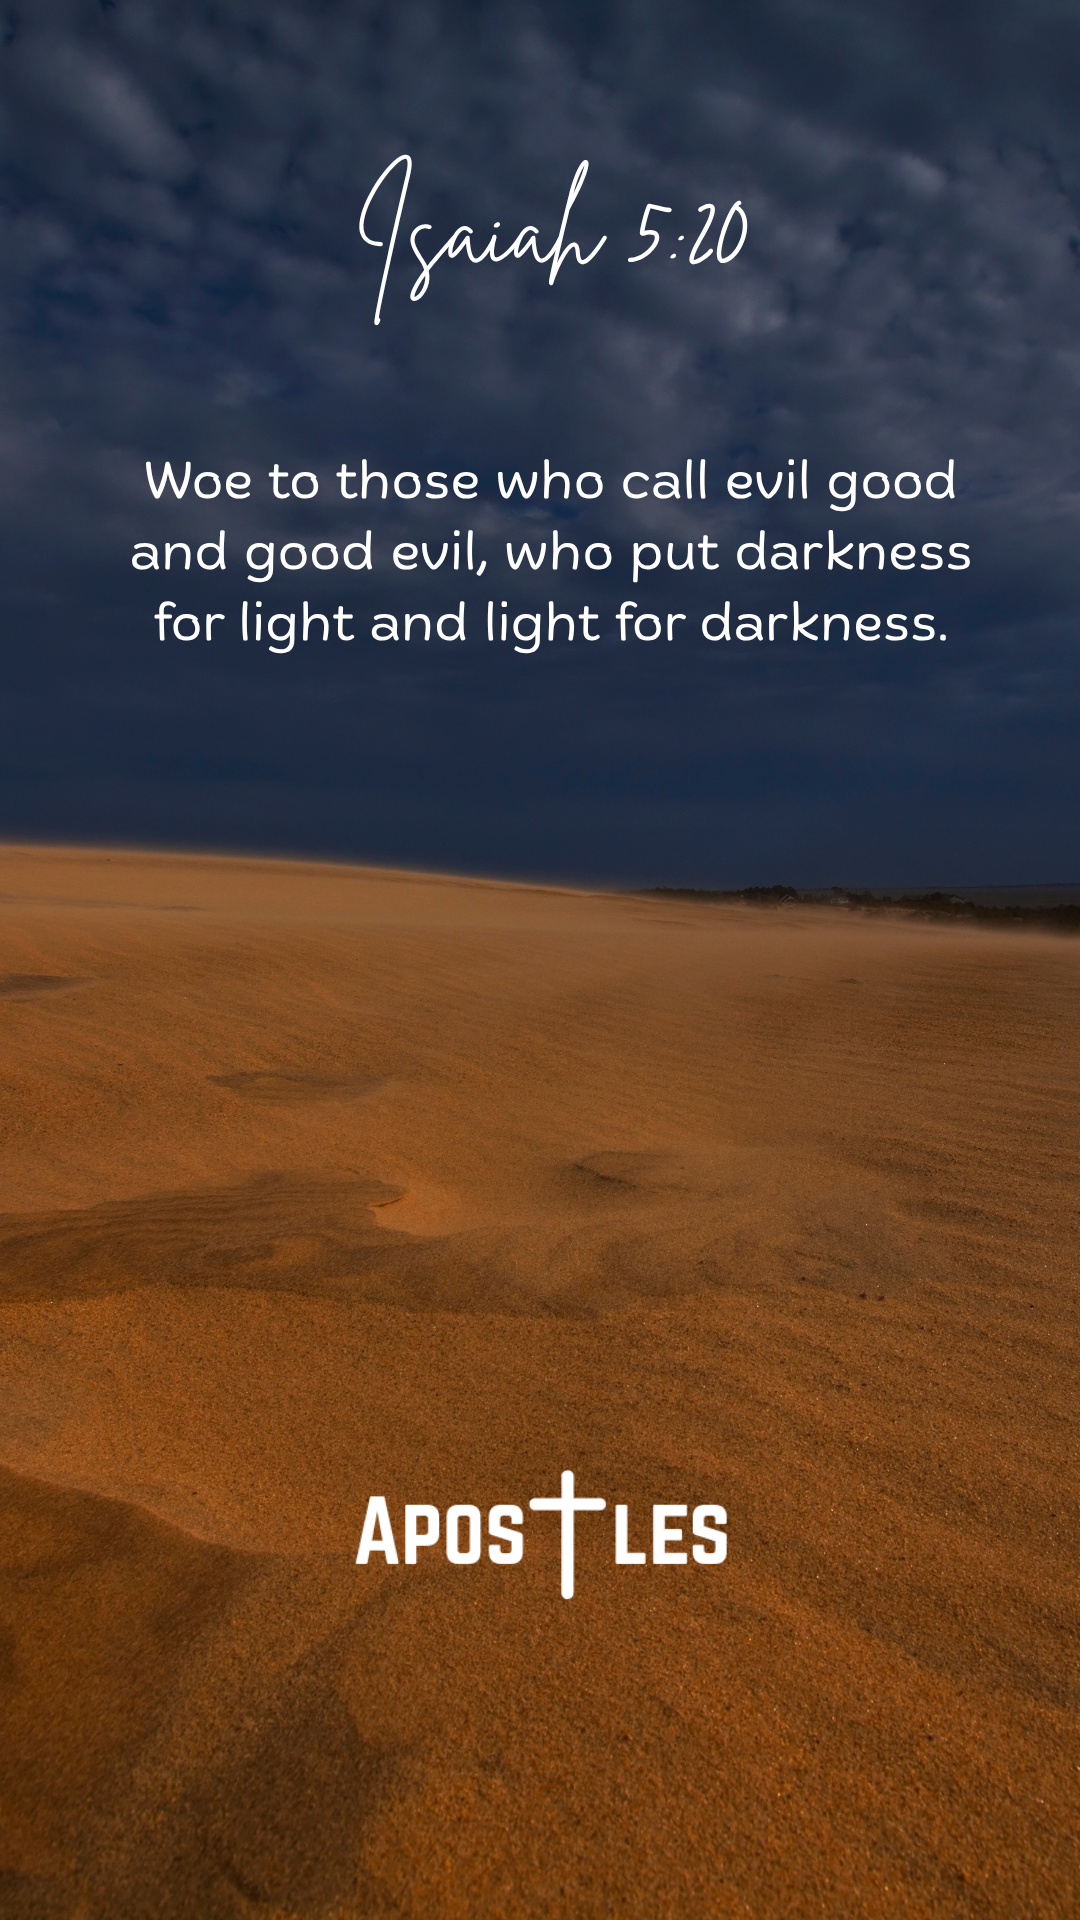 Isaiah 5:20
Woe to those who call evil good
and good evil, who put darkness
for light and light for darkness.
APOSTLES